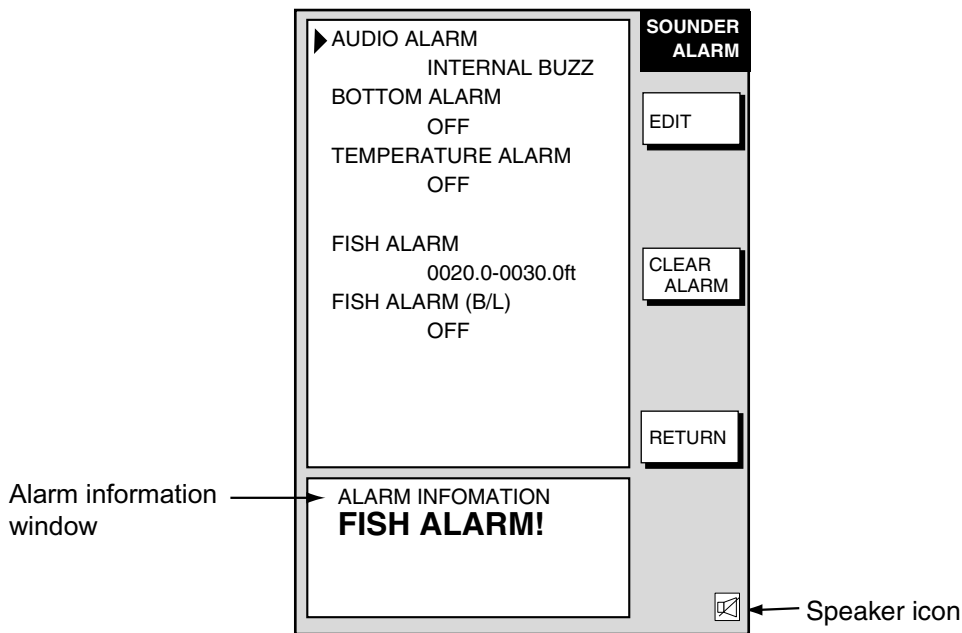 AUDIO ALARM
INTERNAL BUZZ
BOTTOM ALARM
OFF
TEMPERATURE ALARM
OFF
FISH ALARM
0020.0-0030.0ft
FISH ALARM (B/L)
OFF
SOUNDER
ALARM
EDIT
CLEAR
ALARM
RETURN
Alarm information
window
ALARM INFOMATION
FISH ALARM!
Speaker icon